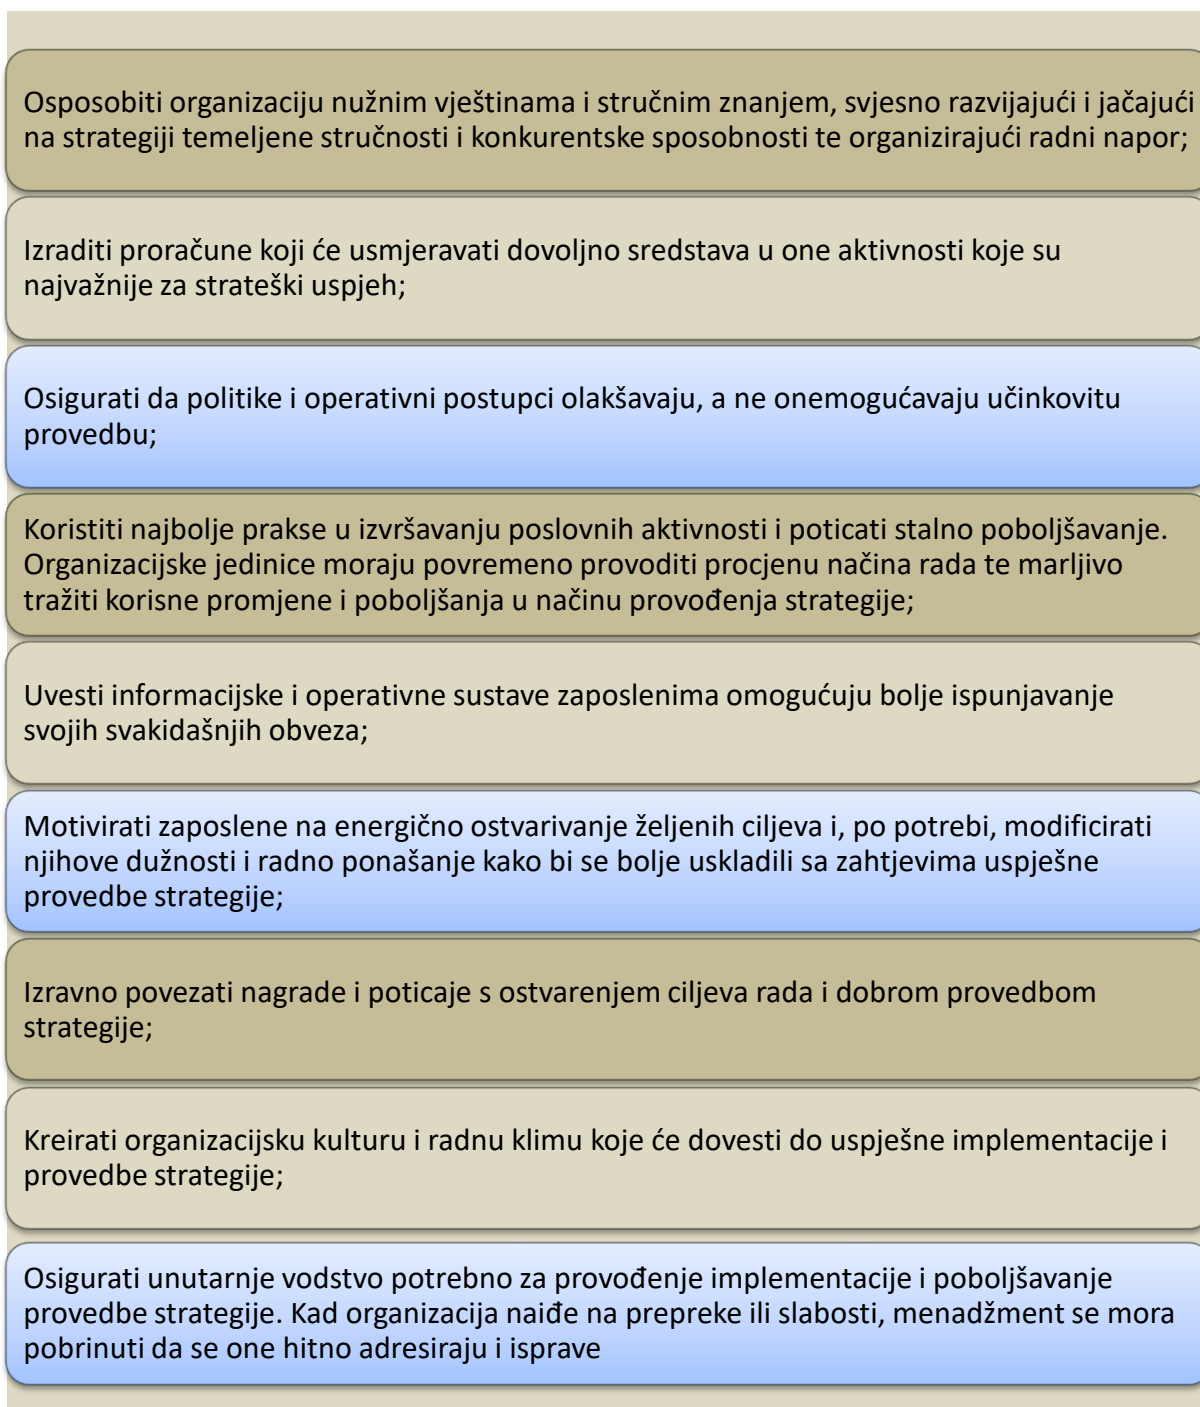 Osposobiti organizaciju nužnim vještinama i stručnim znanjem, svjesno razvijajući i jačajući
na strategiji temeljene stručnosti i konkurentske sposobnosti te organizirajući radni napor;
Izraditi proračune koji će usmjeravati dovoljno sredstava u one aktivnosti koje su
najvažnije za strateški uspjeh;
Osigurati da politike i operativni postupci olakšavaju, a ne onemogućavaju učinkovitu
provedbu;
Koristiti najbolje prakse u izvršavanju poslovnih aktivnosti i poticati stalno poboljšavanje.
Organizacijske jedinice moraju povremeno provoditi procjenu načina rada te marljivo
tražiti korisne promjene i poboljšanja u načinu provođenja strategije;
Uvesti informacijske i operativne sustave zaposlenima omogućuju bolje ispunjavanje
svojih svakidašnjih obveza;
Motivirati zaposlene na energično ostvarivanje željenih ciljeva i, po potrebi, modificirati
njihove dužnosti i radno ponašanje kako bi se bolje uskladili sa zahtjevima uspješne
provedbe strategije;
Izravno povezati nagrade i poticaje s ostvarenjem ciljeva rada i dobrom provedbom
strategije;
Kreirati organizacijsku kulturu i radnu klimu koje će dovesti do uspješne implementacije i
provedbe strategije;
Osigurati unutarnje vodstvo potrebno za provođenje implementacije i poboljšavanje
provedbe strategije. Kad organizacija naiđe na prepreke ili slabosti, menadžment se mora
pobrinuti da se one hitno adresiraju i isprave